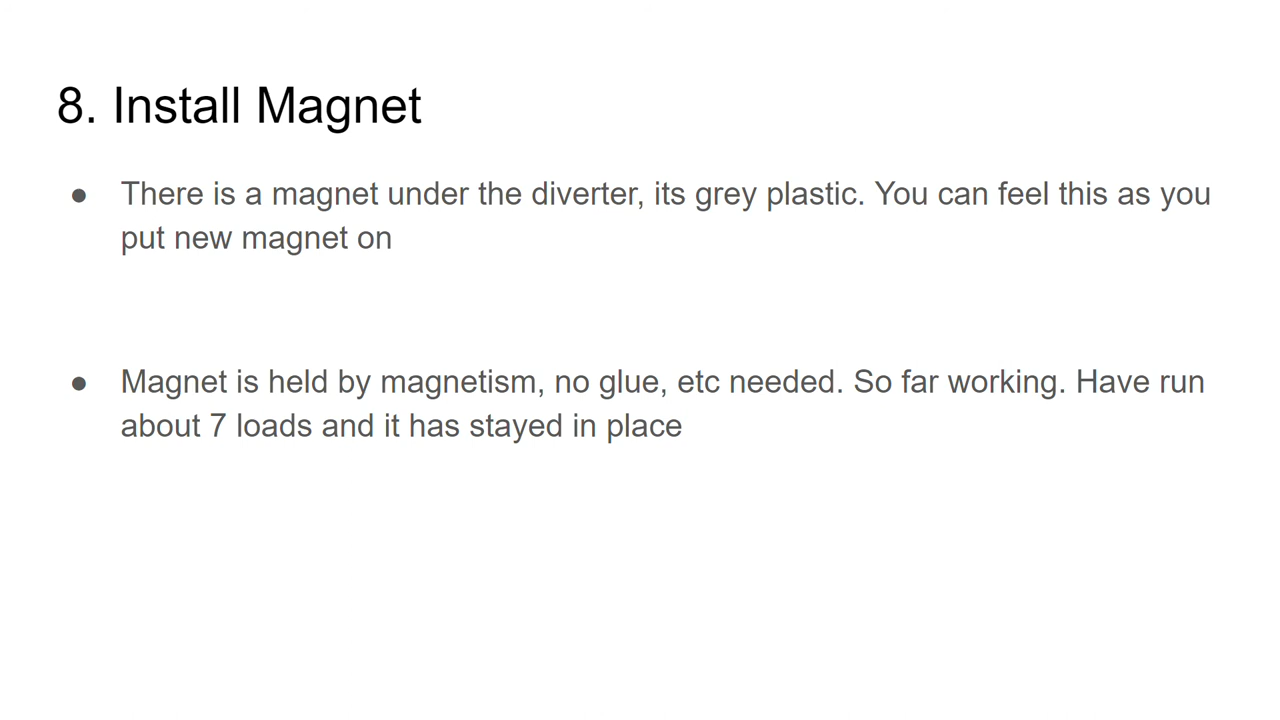 8. Install Magnet
● There is a magnet under the diverter, its grey plastic. You can feel this as you
put new magnet on
● Magnet is held by magnetism, no glue, etc needed. So far working. Have run
about 7 loads and it has stayed in place